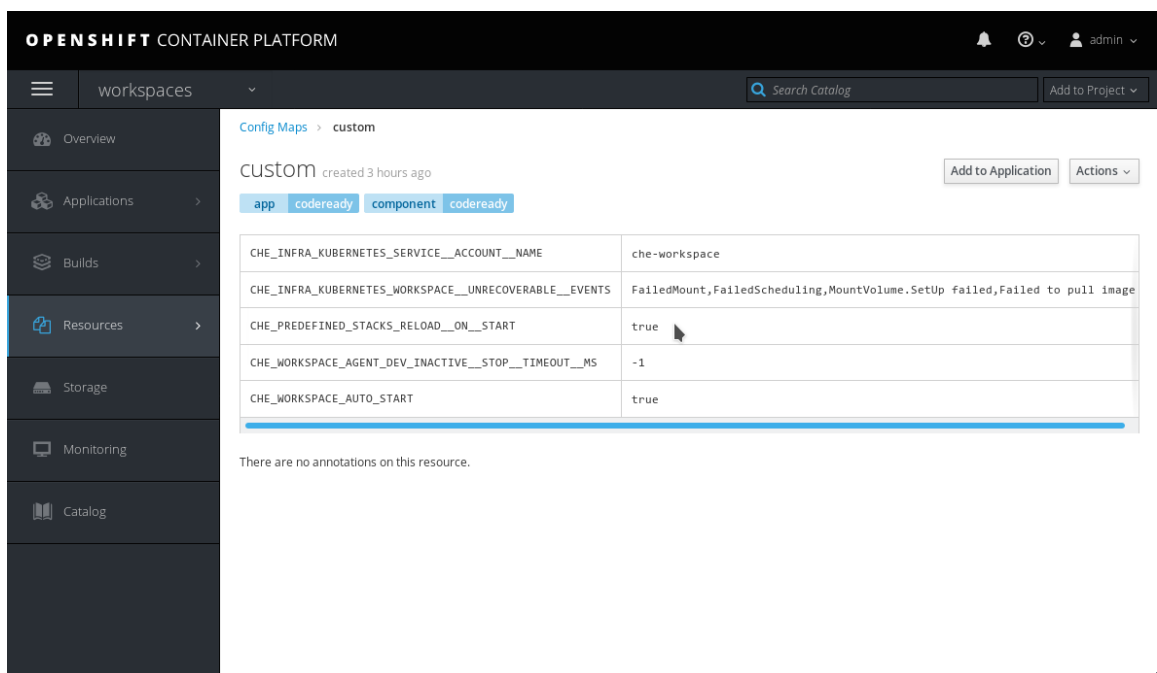 OPENSHIFT CONTAINER PLATFORM
admin
workspaces
Search Catalog
Add to Project
Overview
Applications
Builds
Resources
Storage
Monitoring
Catalog
Config Maps > custom
custom created 3 hours ago
Add to Application
Actions
app codeready component codeready
CHE_INFRA_KUBERNETES_SERVICE__ACCOUNT__NAME che-workspace
CHE_INFRA_KUBERNETES_WORKSPACE__UNRECOVERABLE__EVENTS FailedMount,FailedScheduling,MountVolume.SetUp failed,Failed to pull image
CHE_PREDEFINED_STACKS_RELOAD__ON__START true
CHE_WORKSPACE_AGENT_DEV_INACTIVE__STOP__TIMEOUT__MS -1
CHE_WORKSPACE_AUTO_START true
There are no annotations on this resource.